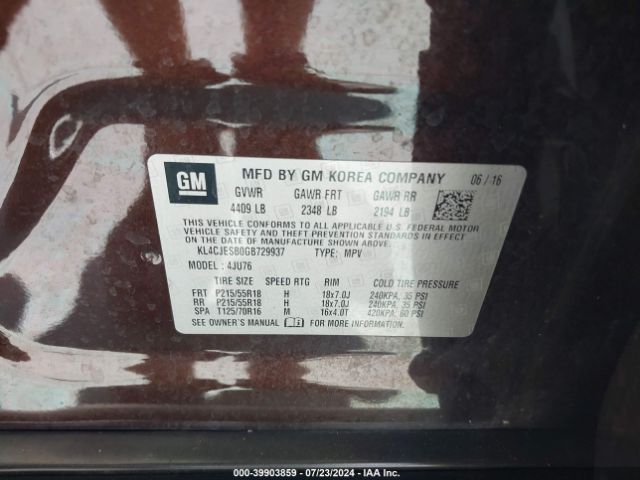 GM
MFD BY GM KOREA COMPANY 06 / 16
GVWR GAWR FRT GAWR RR
4409 LB 2348 LB 2194 LB
THIS VEHICLE CONFORMS TO ALL APPLICABLE U.S. FEDERAL MOTOR
VEHICLE SAFETY AND THEFT PREVENTION STANDARDS IN EFFECT ON
THE DATE OF MANUFACTURE SHOWN ABOVE.
KL4CJESB0GB729937 TYPE: MPV
MODEL : 4JU76
TIRE SIZE SPEED RTG RIM COLD TIRE PRESSURE
FRT P215/55R18 H 18x7.0J 240KPA, 35 PSI
RR P215/55R18 H 18x7.0J 240KPA, 35 PSI
SPA T125/70R16 M 16x4.0T 420KPA, 60 PSI
SEE OWNER'S MANUAL FOR MORE INFORMATION.
000-39903859 - 07/23/2024 - IAA Inc.